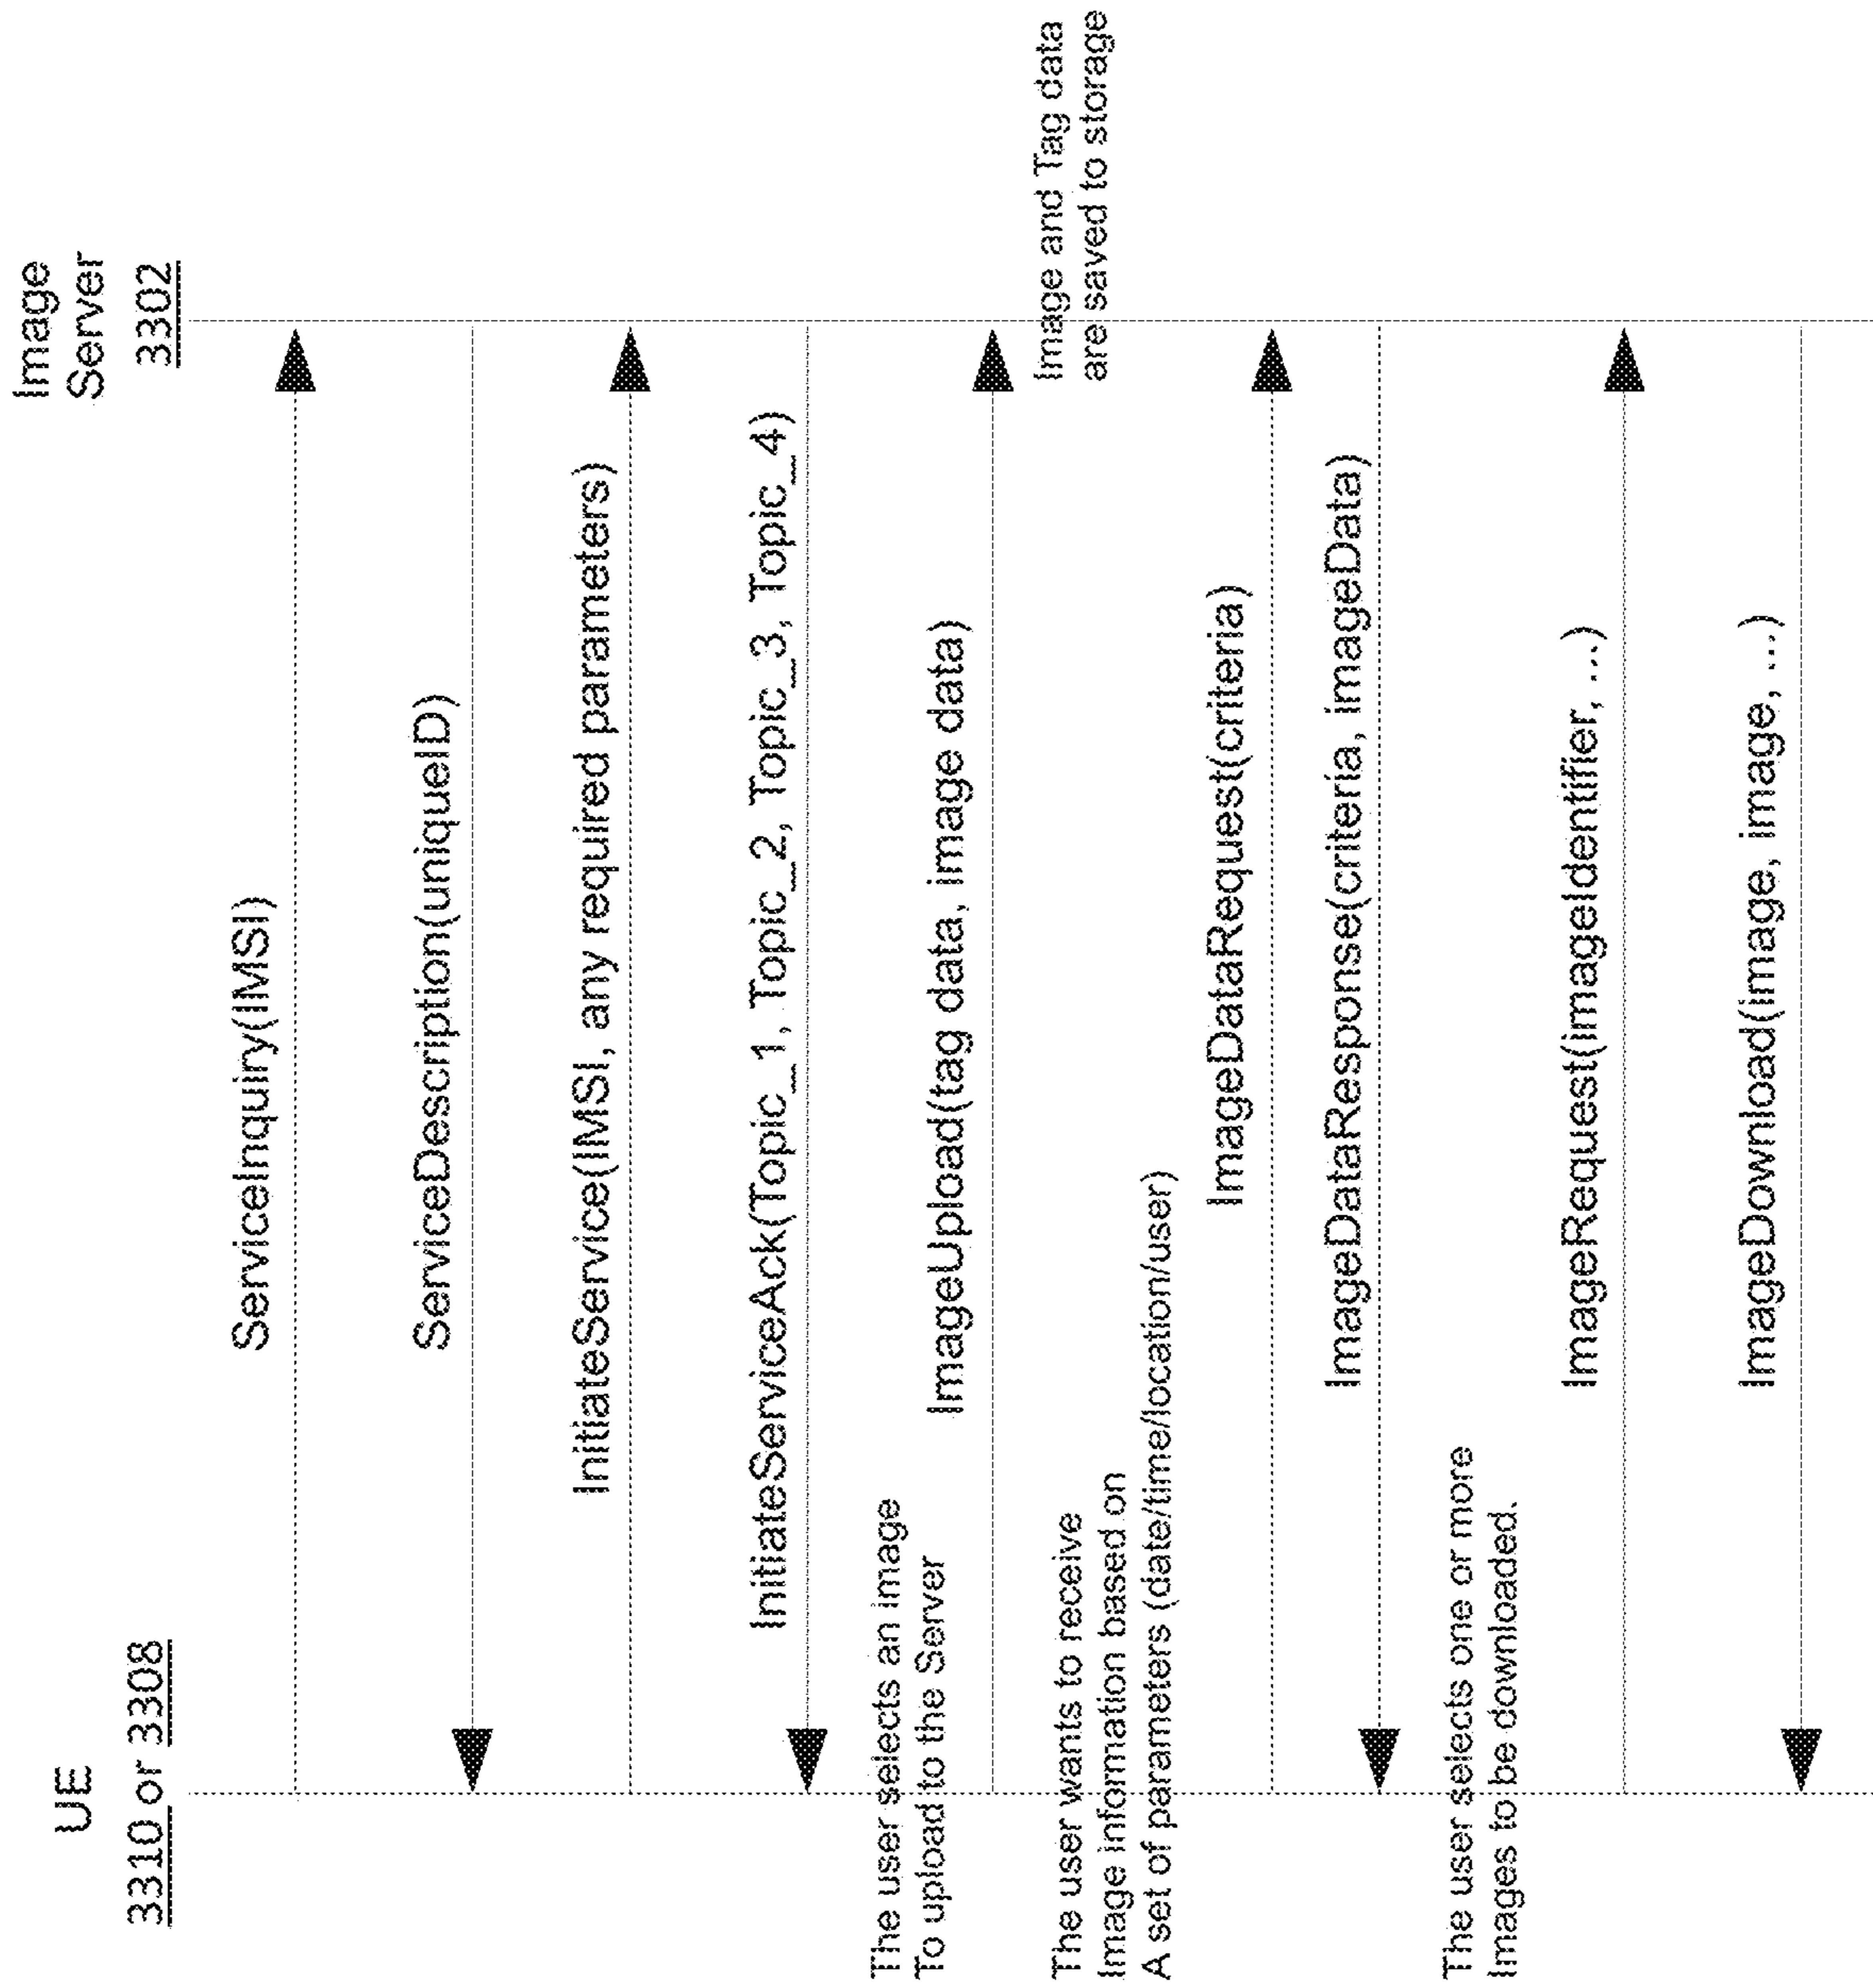 UE
3310 or 3308
Image
Server
3302
ServiceInquiry(IMSI)
ServiceDescription(uniqueID)
InitiateService(IMSI, any required parameters)
InitiateServiceAck(Topic_1, Topic_2, Topic_3, Topic_4)
The user selects an image
To upload to the Server
ImageUpload(tag data, image data)
Image and Tag data
are saved to storage
The user wants to receive
Image information based on
A set of parameters (date/time/location/user)
ImageDataRequest(criteria)
ImageDataResponse(criteria, imageData)
The user selects one or more
Images to be downloaded.
ImageRequest(imageIdentifier, ...)
ImageDownload(image, image, ...)